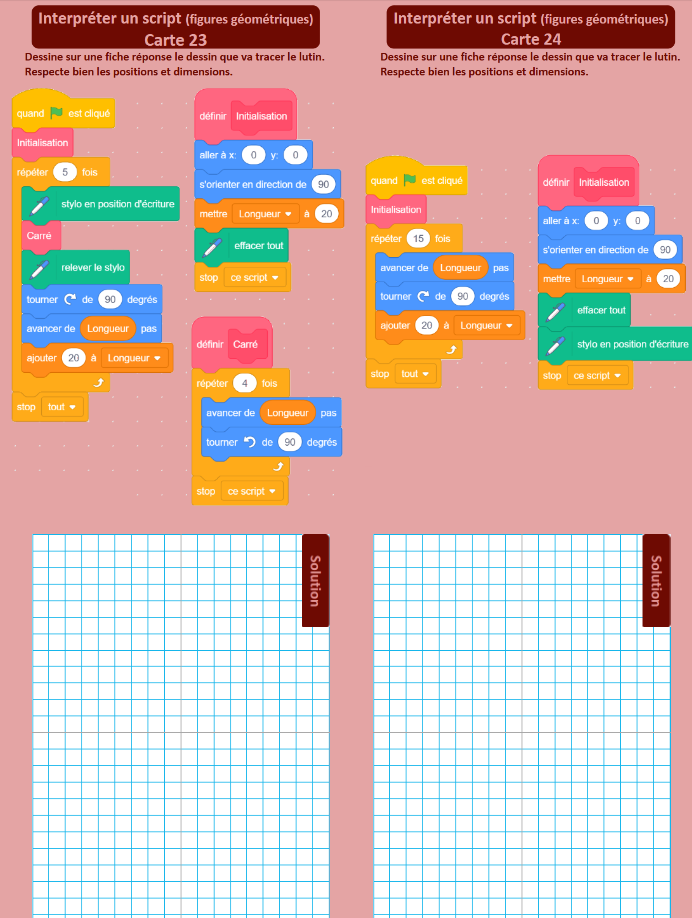 Interpréter un script (figures géométriques)
Carte 23
Dessine sur une fiche réponse le dessin que va tracer le lutin.
Respecte bien les positions et dimensions.
quand est cliqué
Initialisation
répéter 5 fois
stylo en position d'écriture
Carré
relever le stylo
tourner de 90 degrés
avancer de Longueur pas
ajouter 20 à Longueur
stop tout
définir Initialisation
aller à x: 0 y: 0
s'orienter en direction de 90
mettre Longueur à 20
effacer tout
stop ce script
définir Carré
répéter 4 fois
avancer de Longueur pas
tourner de 90 degrés
stop ce script
Solution
Interpréter un script (figures géométriques)
Carte 24
Dessine sur une fiche réponse le dessin que va tracer le lutin.
Respecte bien les positions et dimensions.
quand est cliqué
Initialisation
répéter 15 fois
avancer de Longueur pas
tourner de 90 degrés
ajouter 20 à Longueur
stop tout
définir Initialisation
aller à x: 0 y: 0
s'orienter en direction de 90
mettre Longueur à 20
effacer tout
stylo en position d'écriture
stop ce script
Solution